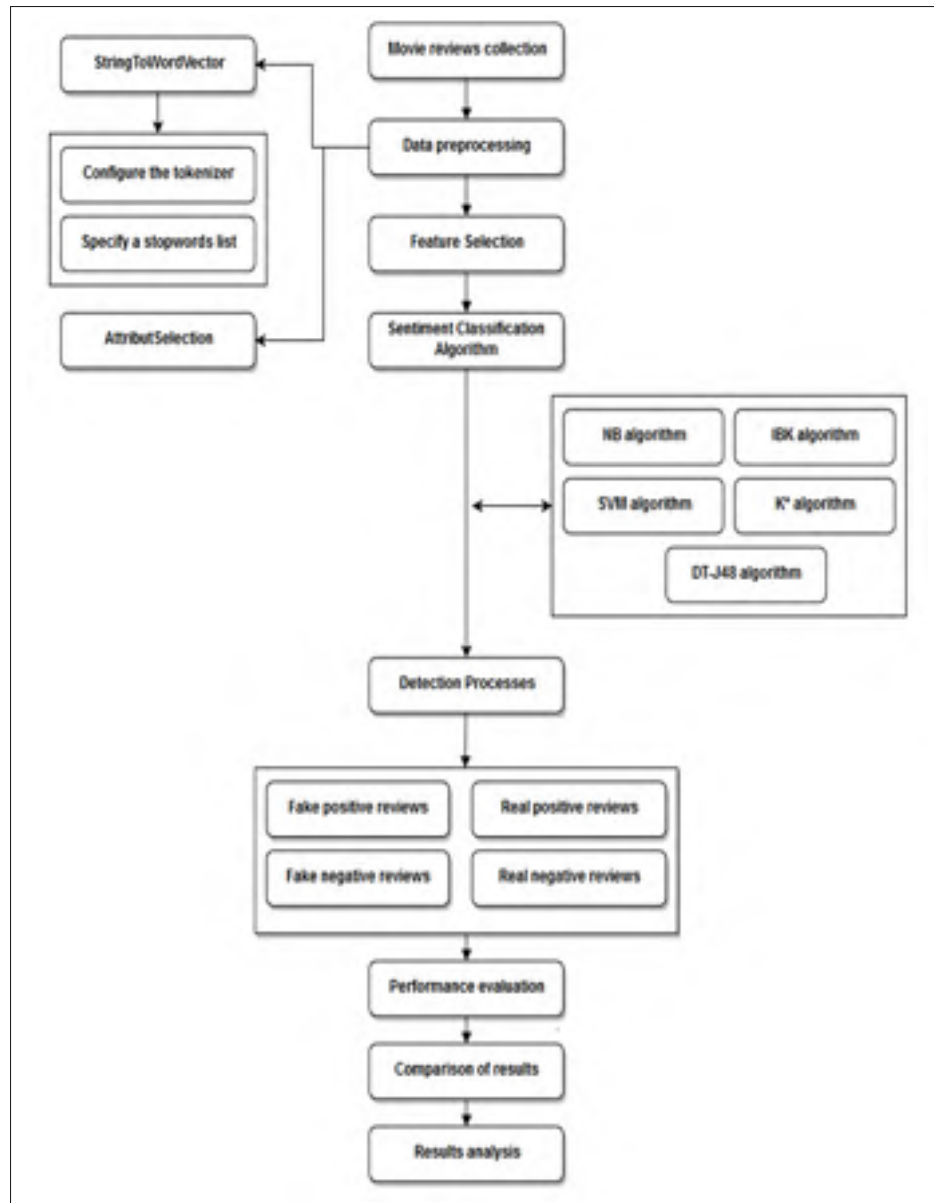 Movie reviews collection
StringToWordVector
Data preprocessing
Configure the tokenizer
Specify a stopwords list
Feature Selection
AttributSelection
Sentiment Classification
Algorithm
NB algorithm
IBK algorithm
SVM algorithm
K* algorithm
DT-J48 algorithm
Detection Processes
Fake positive reviews
Real positive reviews
Fake negative reviews
Real negative reviews
Performance evaluation
Comparison of results
Results analysis